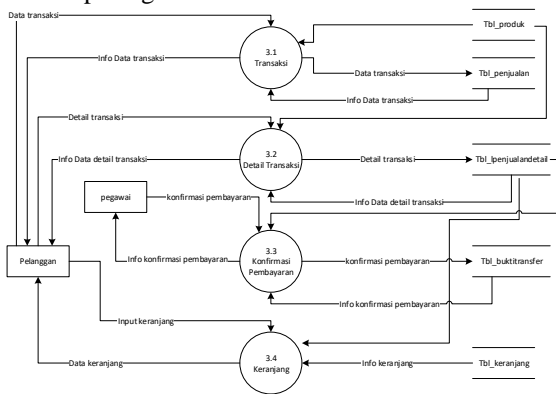 Data transaksi
Tbl_produk
3.1
Transaksi
Info Data transaksi
Data transaksi
Tbl_penjualan
Info Data transaksi
Detail transaksi
3.2
Detail Transaksi
Info Data detail transaksi
Detail transaksi
Tbl_lpenjualandetail
pegawai
konfirmasi pembayaran
Info Data detail transaksi
3.3
Konfirmasi
Pembayaran
Pelanggan
Info konfirmasi pembayaran
konfirmasi pembayaran
Tbl_buktitransfer
Info konfirmasi pembayaran
Input keranjang
3.4
Keranjang
Data keranjang
Info keranjang
Tbl_keranjang